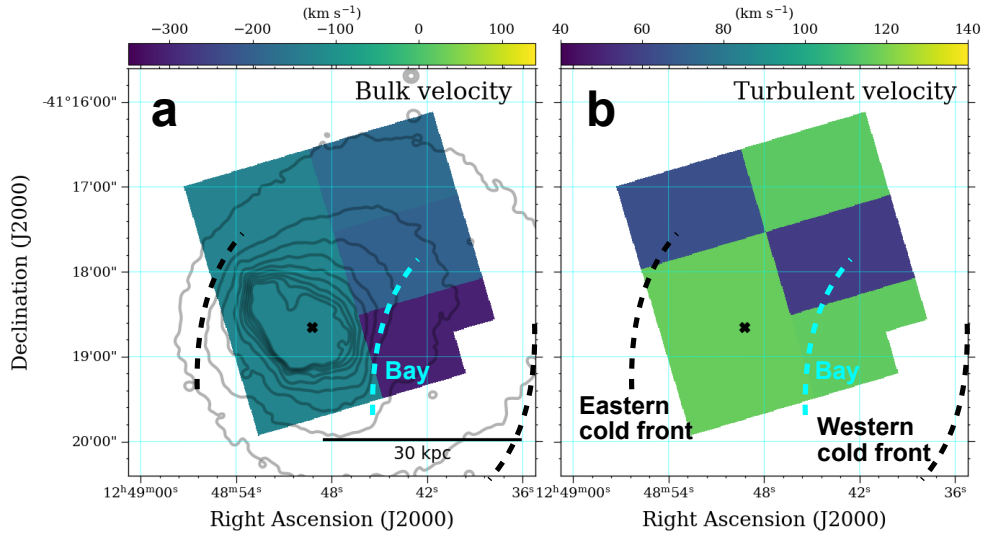 (km s⁻¹)
−300 −200 −100 0 100
a
Bulk velocity
Bay
30 kpc
-41°16'00"
17'00"
18'00"
19'00"
20'00"
Declination (J2000)
12ʰ49ᵐ00ˢ 48ᵐ54ˢ 48ˢ 42ˢ 36ˢ
Right Ascension (J2000)
(km s⁻¹)
40 60 80 100 120 140
b
Turbulent velocity
Bay
Eastern
cold front
Western
cold front
12ʰ49ᵐ00ˢ 48ᵐ54ˢ 48ˢ 42ˢ 36ˢ
Right Ascension (J2000)